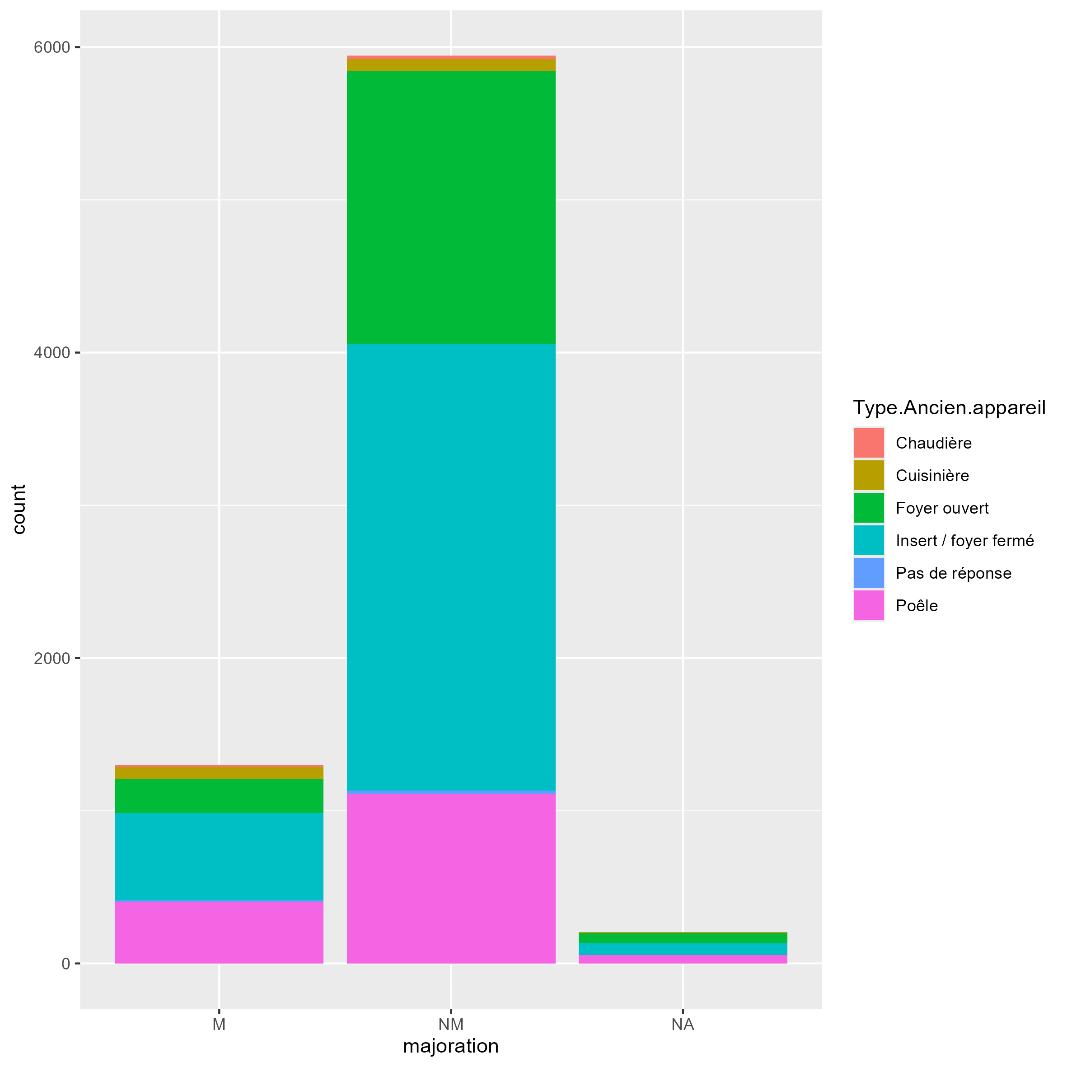 6000
4000
2000
0
count
M NM NA
majoration
Type.Ancien.appareil
Chaudière
Cuisinière
Foyer ouvert
Insert / foyer fermé
Pas de réponse
Poêle